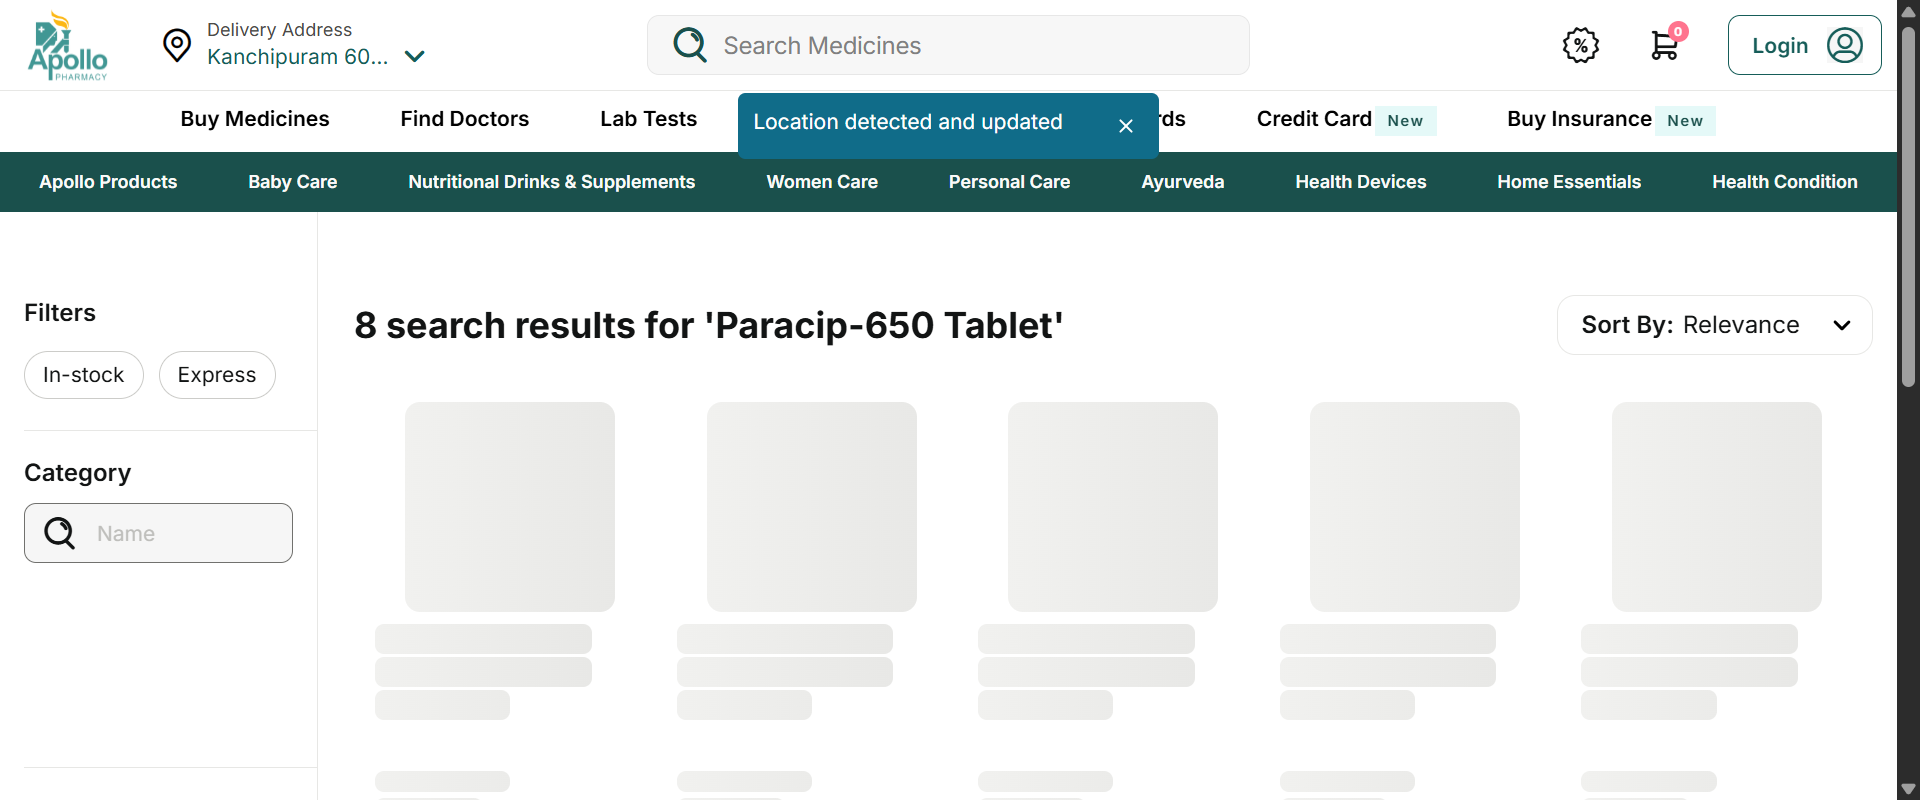 Apollo
PHARMACY
Delivery Address
Kanchipuram 60...
Search Medicines
%
0
Login
Buy Medicines
Find Doctors
Lab Tests
Location detected and updated
rds
Credit Card New
Buy Insurance New
Apollo Products
Baby Care
Nutritional Drinks & Supplements
Women Care
Personal Care
Ayurveda
Health Devices
Home Essentials
Health Condition
Filters
In-stock
Express
Category
Name
8 search results for 'Paracip-650 Tablet'
Sort By: Relevance